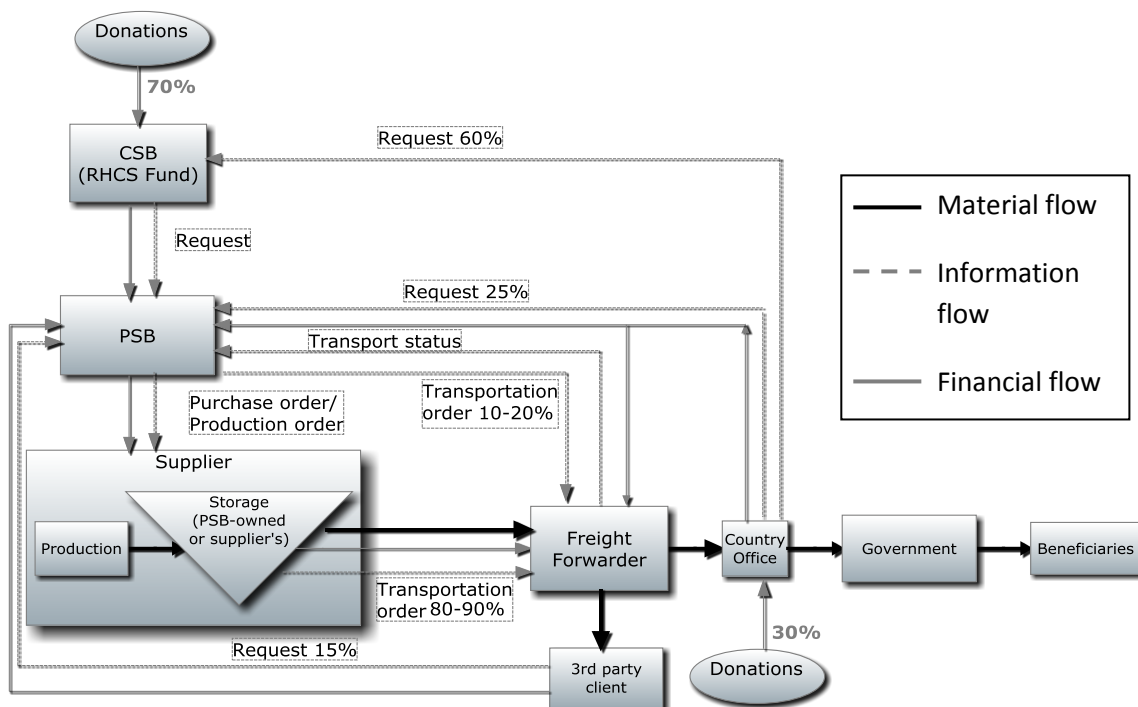 Donations
70%
CSB
(RHCS Fund)
Request 60%
Request
Material flow
Information
flow
Financial flow
Request 25%
PSB
Transport status
Transportation
order 10-20%
Purchase order/
Production order
Supplier
Storage
(PSB-owned
or supplier's)
Production
Freight
Forwarder
Country
Office
Government
Beneficiaries
Transportation
order 80-90%
Request 15%
30%
3rd party
client
Donations